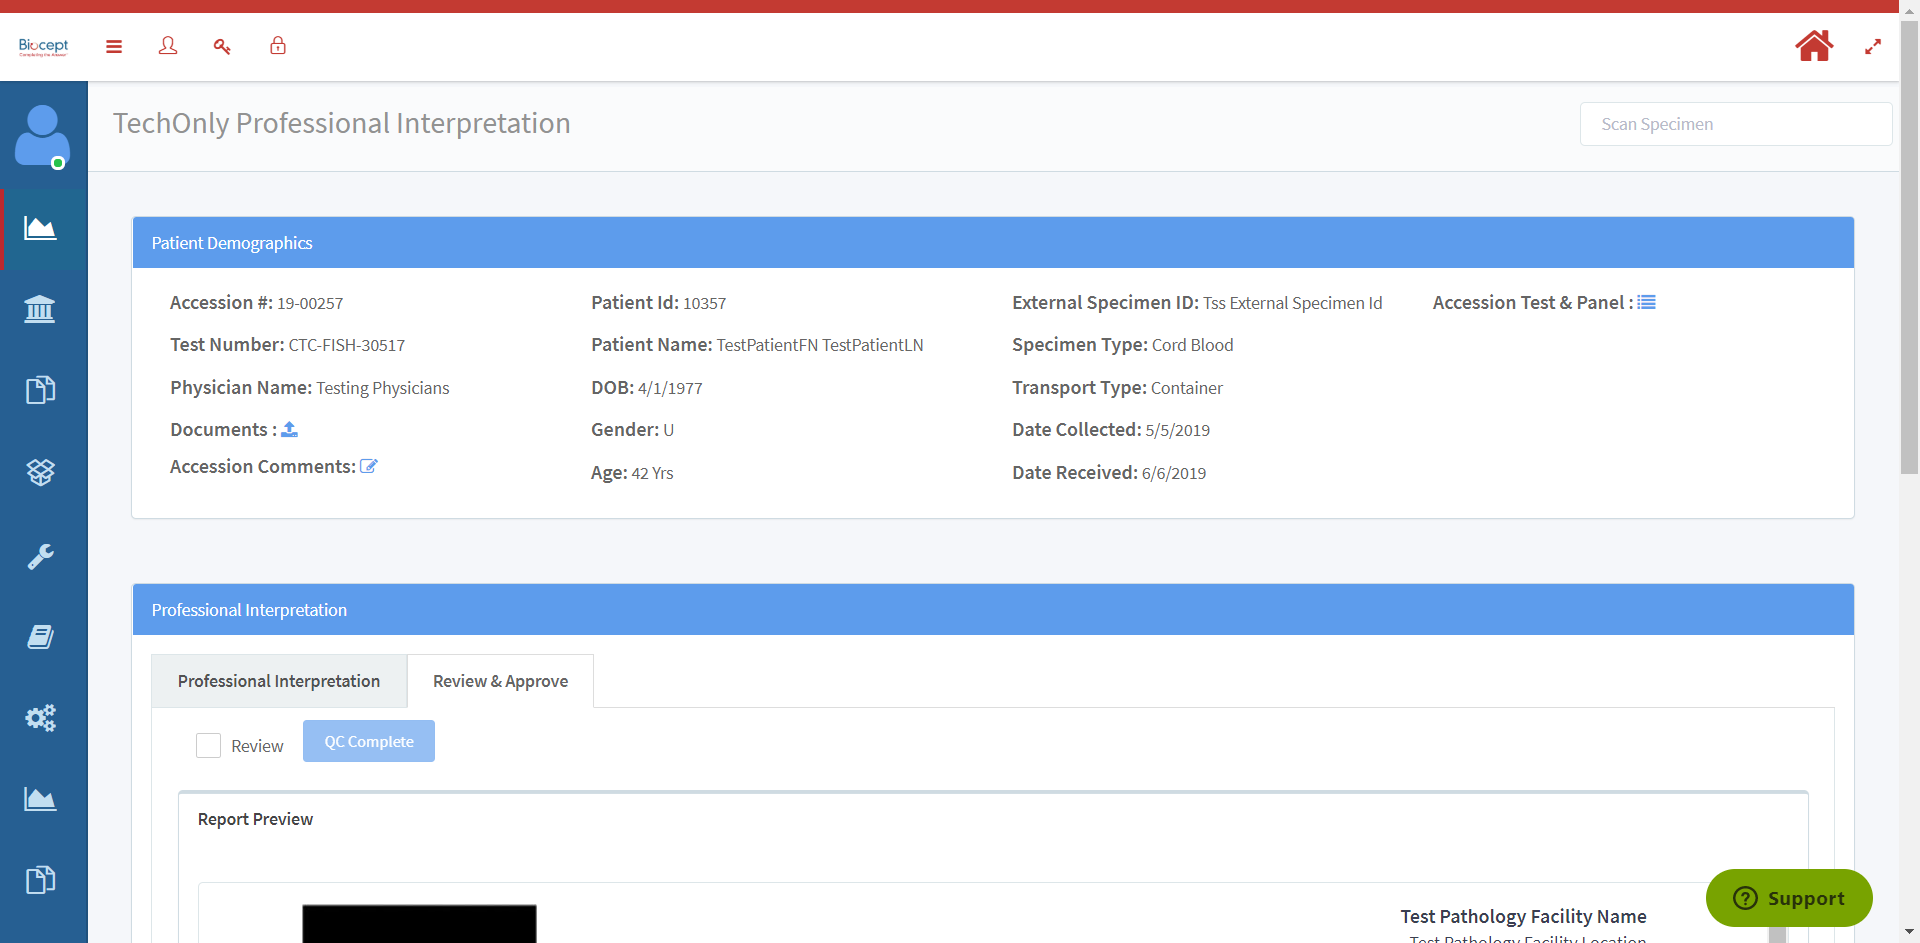 Biocept
TechOnly Professional Interpretation
Scan Specimen
Patient Demographics
Accession #: 19-00257
Patient Id: 10357
External Specimen ID: Tss External Specimen Id
Accession Test & Panel :
Test Number: CTC-FISH-30517
Patient Name: TestPatientFN TestPatientLN
Specimen Type: Cord Blood
Physician Name: Testing Physicians
DOB: 4/1/1977
Transport Type: Container
Documents :
Gender: U
Date Collected: 5/5/2019
Accession Comments:
Age: 42 Yrs
Date Received: 6/6/2019
Professional Interpretation
Professional Interpretation
Review & Approve
Review
QC Complete
Report Preview
Test Pathology Facility Name
Test Pathology Facility Location
Support